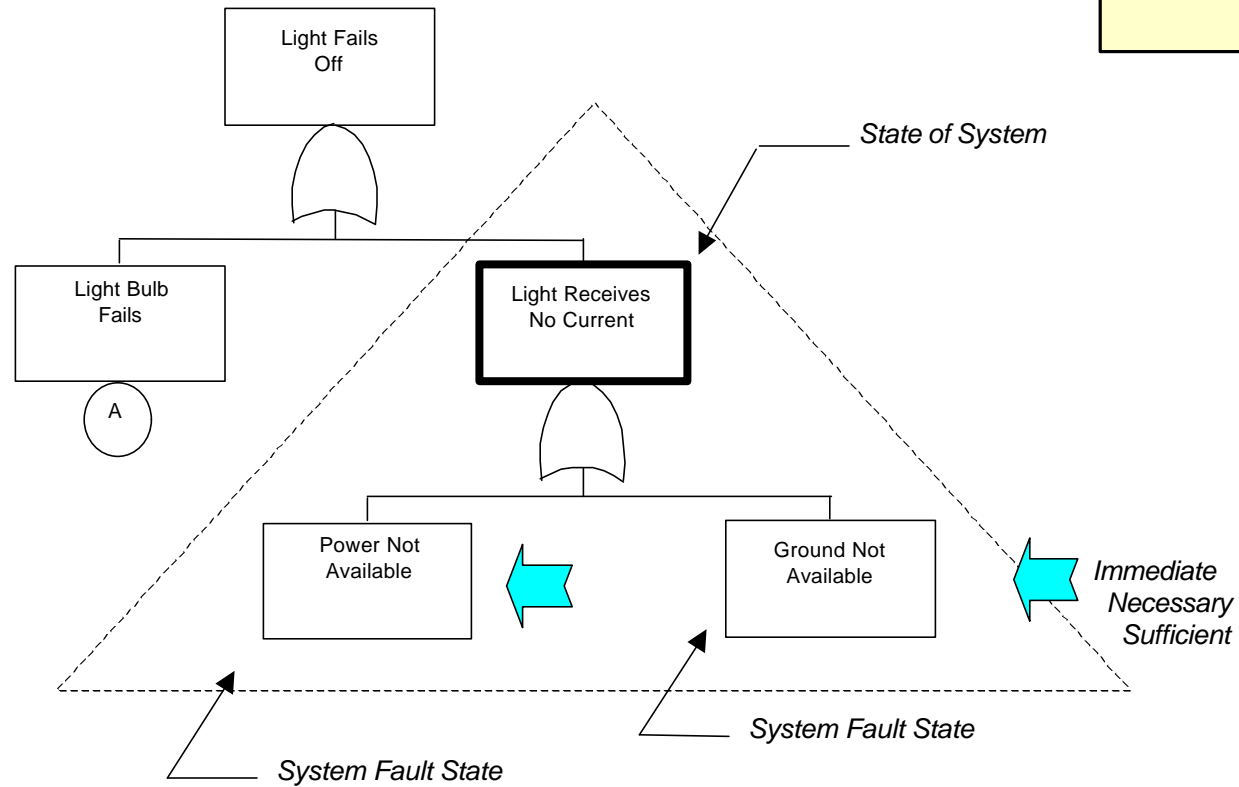 Light Fails
Off
State of System
Light Bulb
Fails
Light Receives
No Current
A
Power Not
Available
Ground Not
Available
Immediate
Necessary
Sufficient
System Fault State
System Fault State